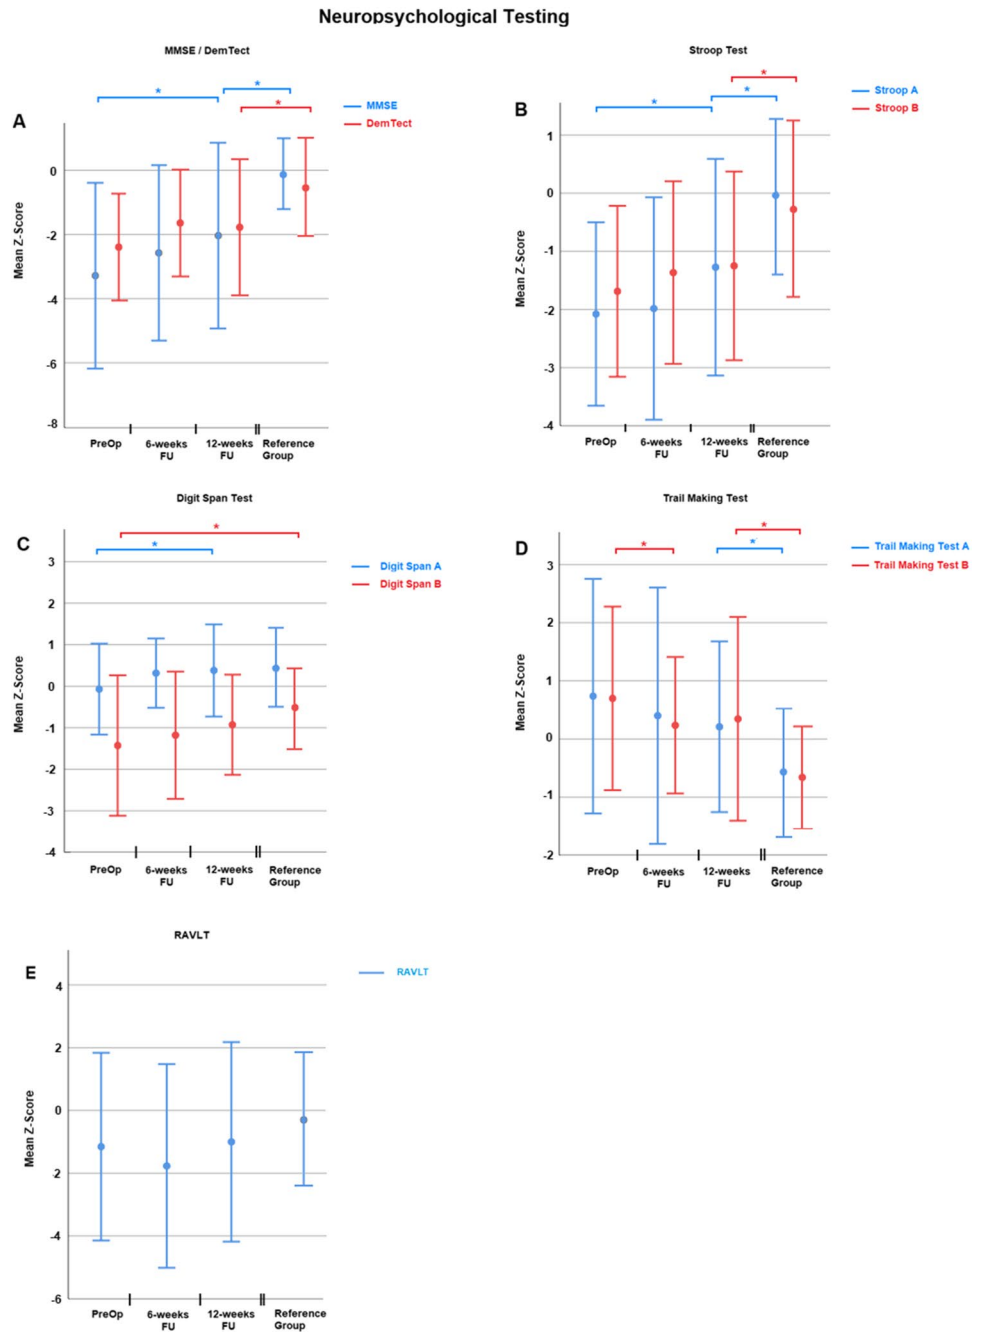 Neuropsychological Testing
MMSE / DemTect
A
*
*
*
MMSE
DemTect
Mean Z-Score
0
-2
-4
-6
-8
PreOp
6-weeks
FU
12-weeks
FU
Reference
Group
Stroop Test
B
*
*
*
Stroop A
Stroop B
Mean Z-Score
1
0
-1
-2
-3
-4
PreOp
6-weeks
FU
12-weeks
FU
Reference
Group
Digit Span Test
C
*
*
Digit Span A
Digit Span B
Mean Z-Score
3
2
1
0
-1
-2
-3
-4
PreOp
6-weeks
FU
12-weeks
FU
Reference
Group
Trail Making Test
D
*
*
*
Trail Making Test A
Trail Making Test B
Mean Z-Score
3
2
1
0
-1
-2
PreOp
6-weeks
FU
12-weeks
FU
Reference
Group
RAVLT
E
RAVLT
Mean Z-Score
4
2
0
-2
-4
-6
PreOp
6-weeks
FU
12-weeks
FU
Reference
Group